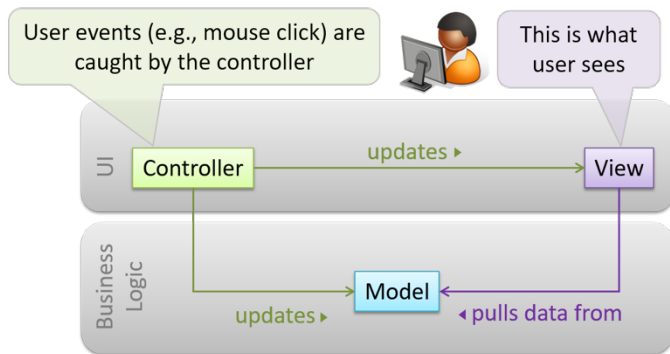 User events (e.g., mouse click) are
caught by the controller
This is what
user sees
UI
Controller
updates ▸
View
Business
Logic
Model
updates ▸
◂ pulls data from